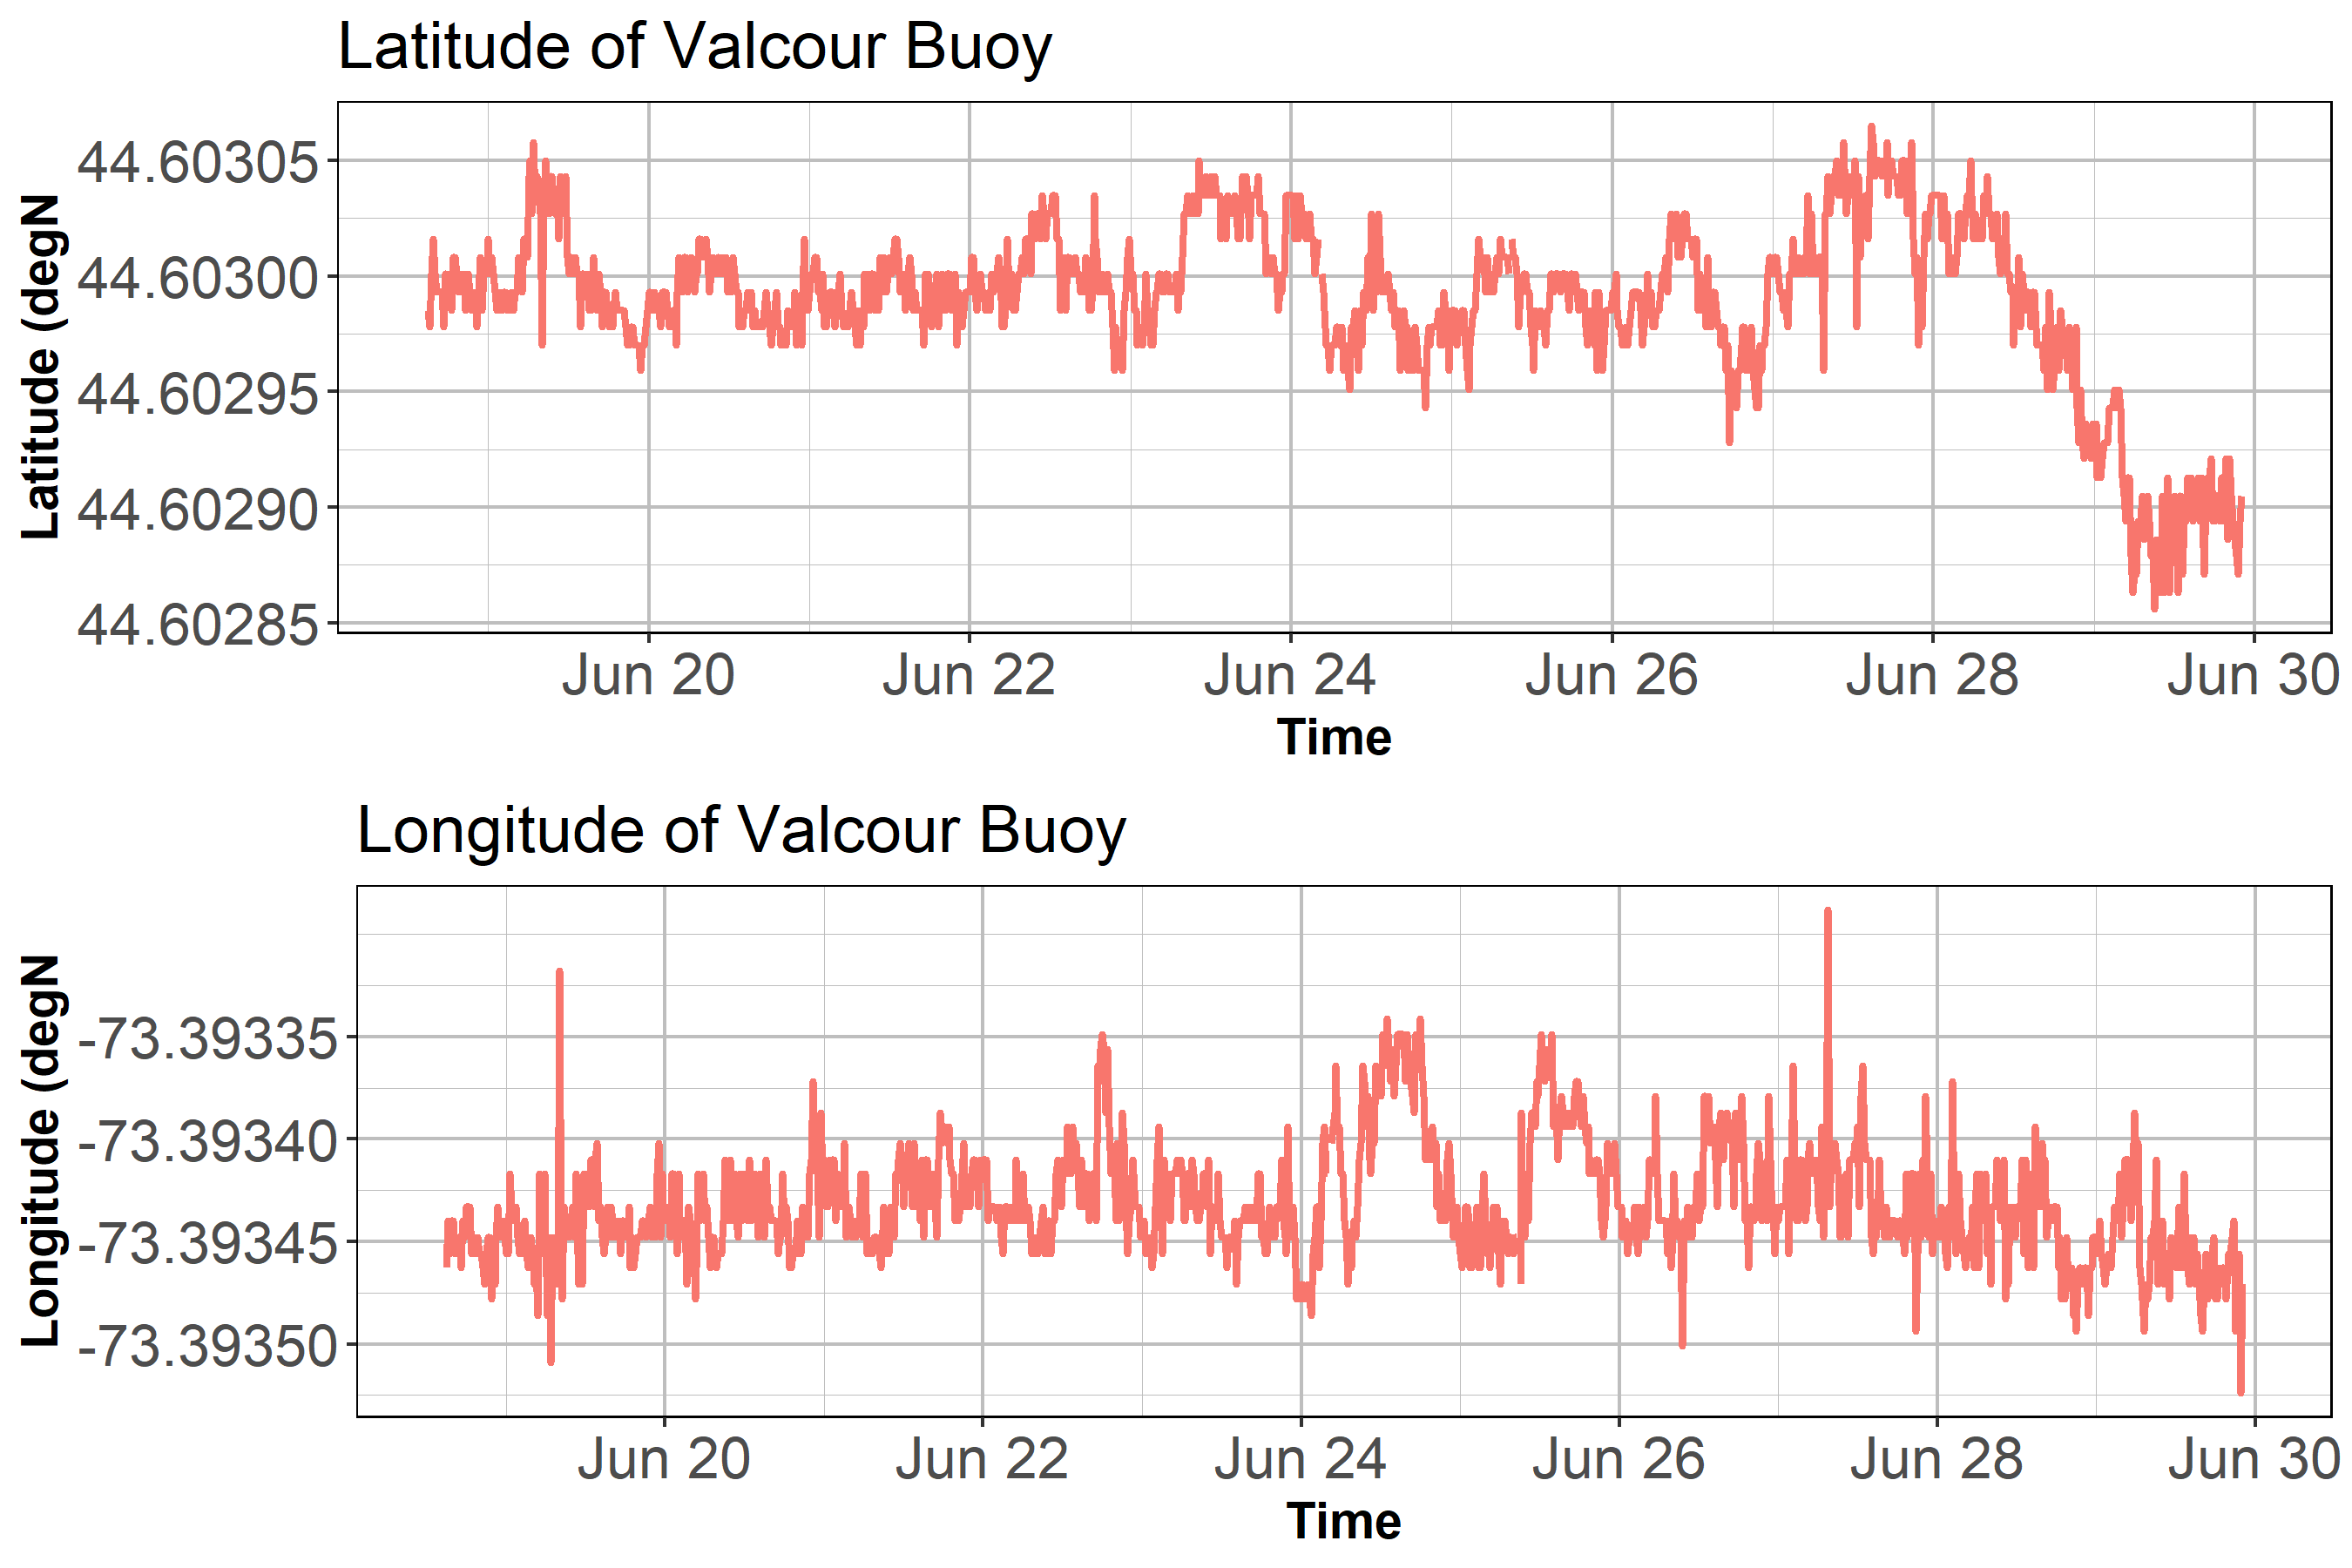 Latitude of Valcour Buoy
Latitude (degN
44.60305
44.60300
44.60295
44.60290
44.60285
Jun 20 Jun 22 Jun 24 Jun 26 Jun 28 Jun 30
Time
Longitude of Valcour Buoy
Longitude (degN
-73.39335
-73.39340
-73.39345
-73.39350
Jun 20 Jun 22 Jun 24 Jun 26 Jun 28 Jun 30
Time